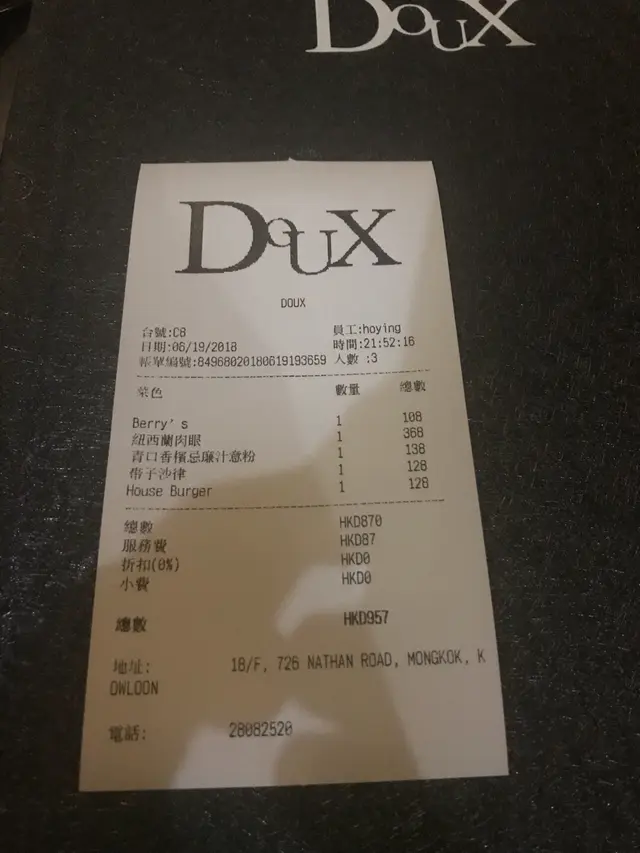 DOUX
DOUX
DOUX
台號:C8 員工:hoying
日期:06/19/2018 時間:21:52:16
帳單編號:84968020180619193659 人數 :3
菜色 數量 總數
Berry's 1 108
紐西蘭肉眼 1 368
青口香檳忌廉汁意粉 1 138
帶子沙律 1 128
House Burger 1 128
總數 HKD870
服務費 HKD87
折扣(0%) HKD0
小費 HKD0
總數 HKD957
地址: 18/F, 726 NATHAN ROAD, MONGKOK, K
OWLOON
電話: 28082520